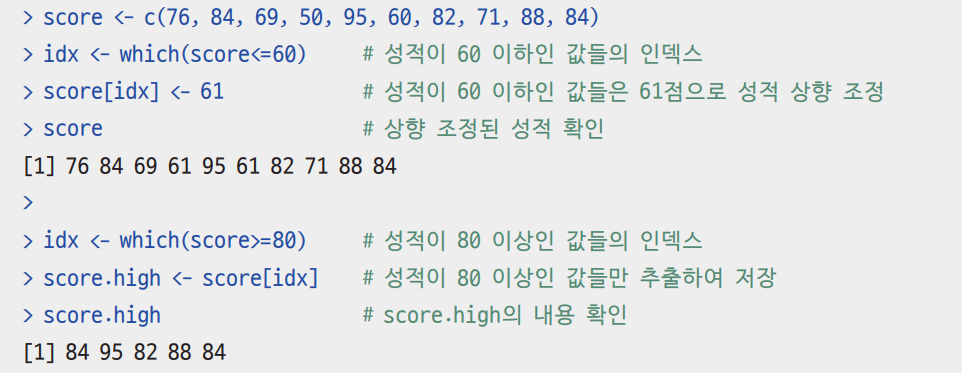 > score <- c(76, 84, 69, 50, 95, 60, 82, 71, 88, 84)
> idx <- which(score<=60) # 성적이 60 이하인 값들의 인덱스
> score[idx] <- 61 # 성적이 60 이하인 값들은 61점으로 성적 상향 조정
> score # 상향 조정된 성적 확인
[1] 76 84 69 61 95 61 82 71 88 84
>
> idx <- which(score>=80) # 성적이 80 이상인 값들의 인덱스
> score.high <- score[idx] # 성적이 80 이상인 값들만 추출하여 저장
> score.high # score.high의 내용 확인
[1] 84 95 82 88 84